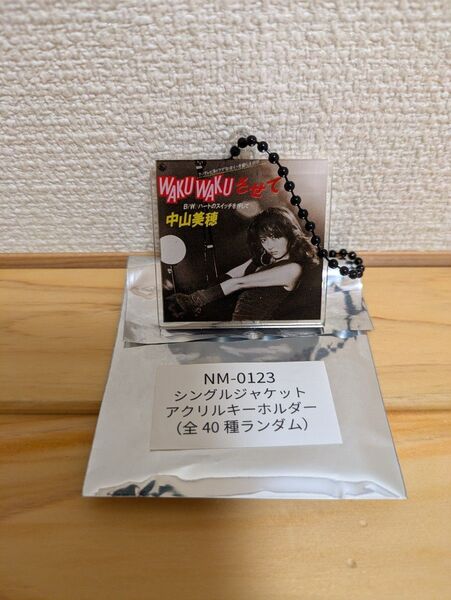 WAKU WAKUさせて
B/W ハートのスイッチを押して
中山美穂
NM-0123
シングルジャケット
アクリルキーホルダー
（全 40 種ランダム）